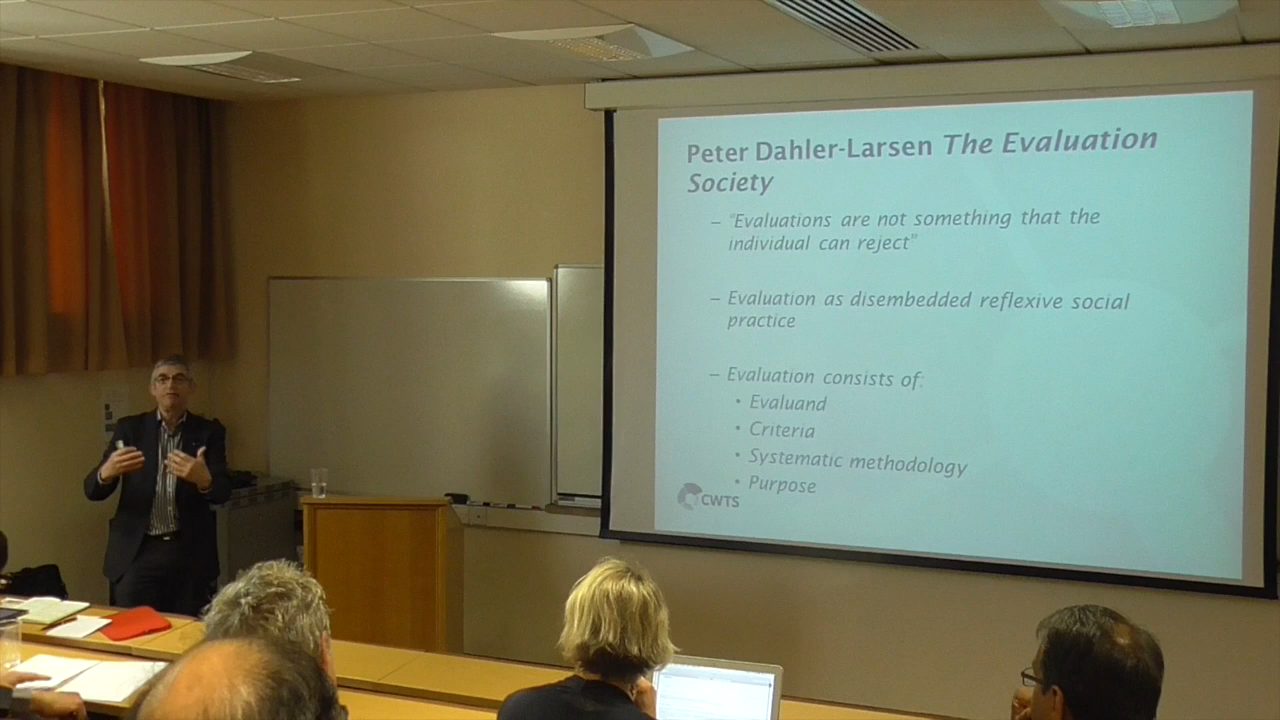 Peter Dahler-Larsen The Evaluation
Society
– "Evaluations are not something that the
individual can reject"
– Evaluation as disembedded reflexive social
practice
– Evaluation consists of:
• Evaluand
• Criteria
• Systematic methodology
• Purpose
CWTS